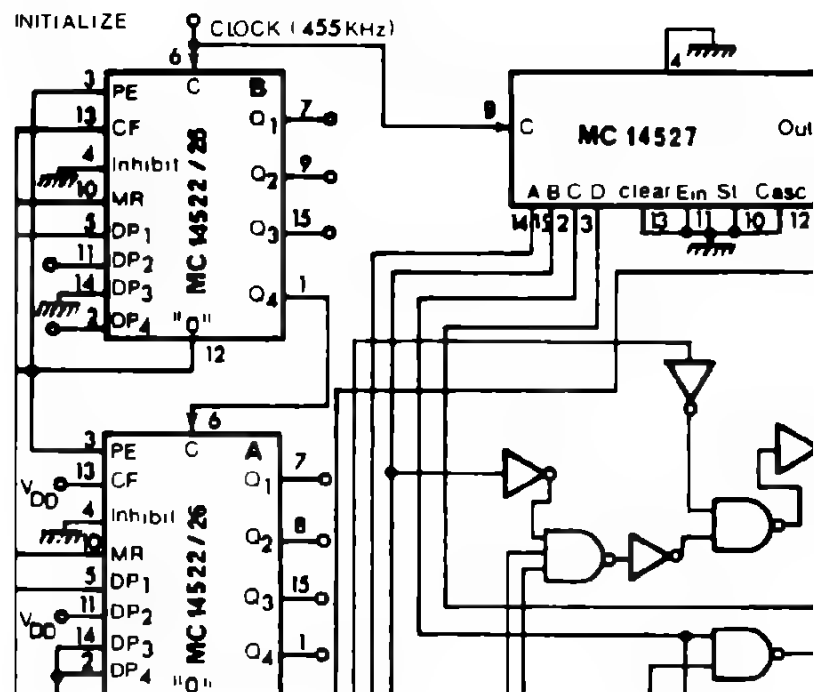 INITIALIZE
CLOCK (455KHz)
6
C
B
3
PE
13
CF
4
Inhibit
10
MR
5
DP1
11
DP2
14
DP3
2
DP4
MC 14522/26
Q1
7
Q2
9
Q3
15
Q4
1
"0"
12
4
9
C
MC 14527
Out
A B C D Clear Ein St Casc
14 15 2 3 13 11 10 12
6
C
A
3
PE
VDD
13
CF
4
Inhibit
10
MR
5
DP1
VDD
11
DP2
14
DP3
2
DP4
MC 14522/26
Q1
7
Q2
8
Q3
15
Q4
1
"0"